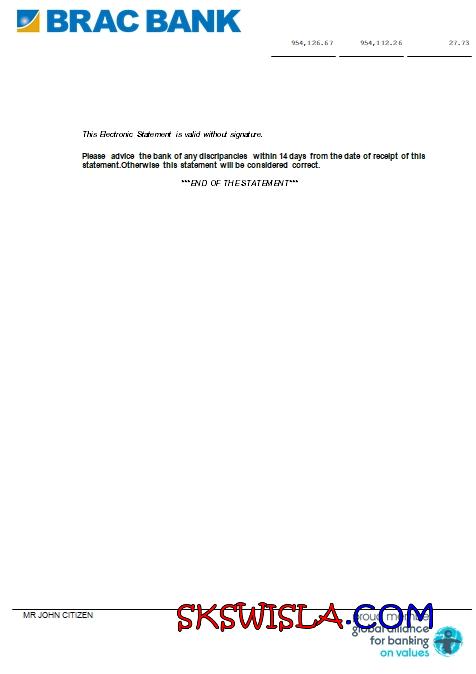 BRAC BANK
954,126.67 954,112.26 27.73
This Electronic Statement is valid without signature.
Please advice the bank of any discripancies within 14 days from the date of receipt of this
statement.Otherwise this statement will be considered correct.
***END OF THE STATEMENT***
MR JOHN CITIZEN
SKSWISLA.COM
proud member
global alliance
for banking
on values